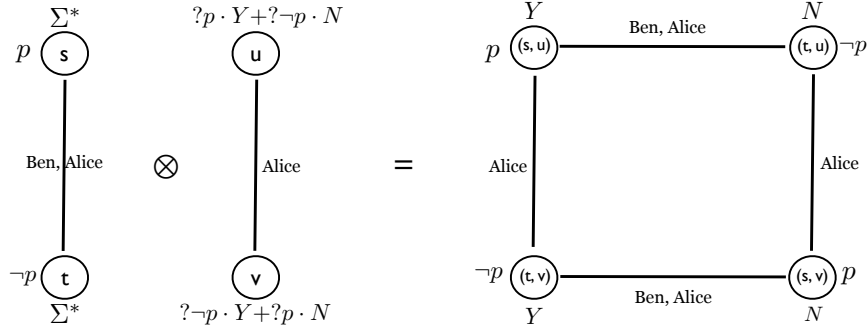 Σ*
p s
Ben, Alice
¬p t
Σ*
⊗
?p · Y+?¬p · N
u
Alice
v
?¬p · Y+?p · N
=
Y N
p (s, u) Ben, Alice (t, u) ¬p
Alice Alice
¬p (t, v) Ben, Alice (s, v) p
Y N